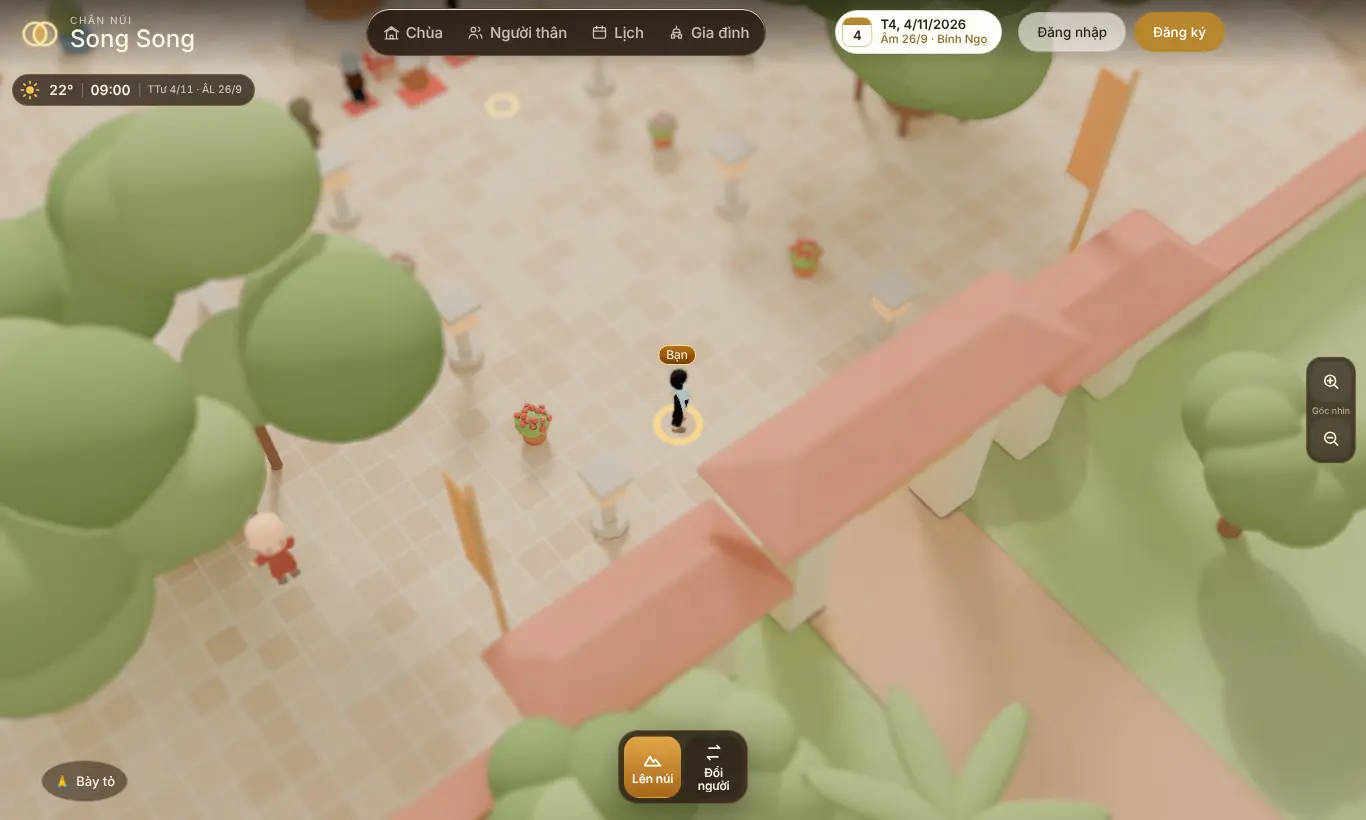 CHÂN NÚI
Song Song
Chùa
Người thân
Lịch
Gia đình
4
T4, 4/11/2026
Âm 26/9 · Bính Ngọ
Đăng nhập
Đăng ký
22°
09:00
TTư 4/11 · ÂL 26/9
Bạn
Góc nhìn
Lên núi
Đổi
người
Bày tỏ